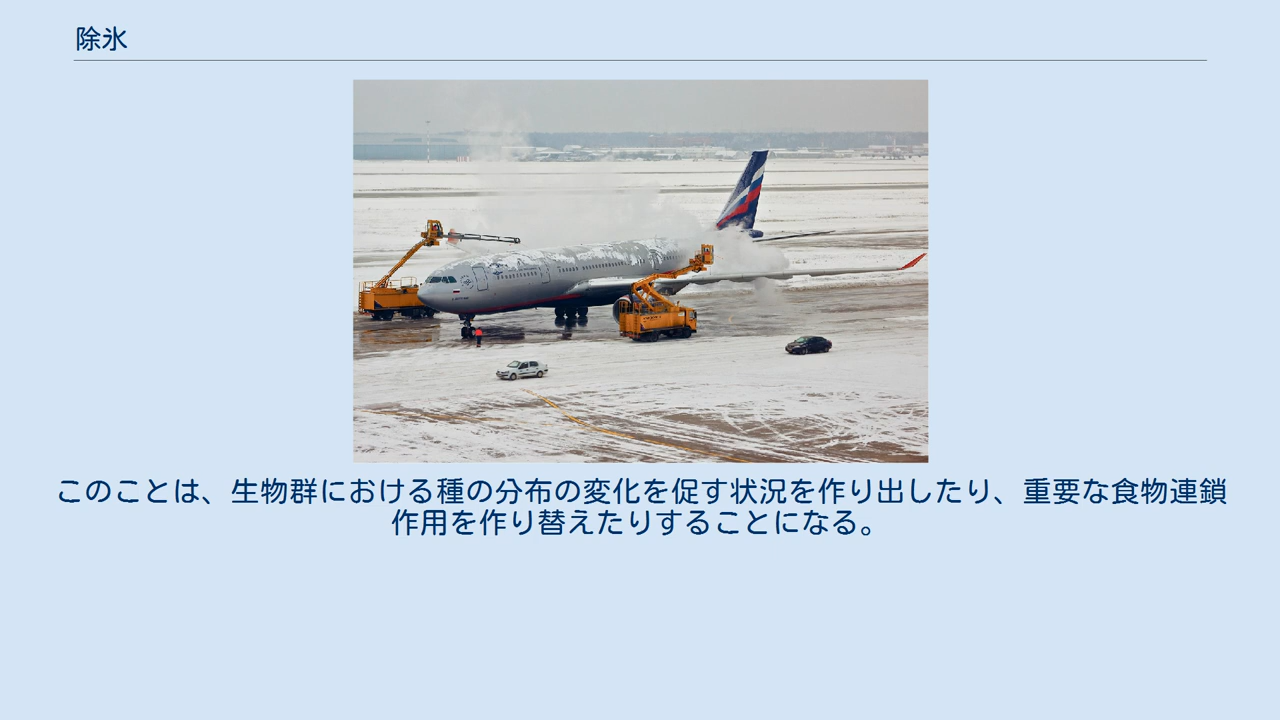 除氷
このことは、生物群における種の分布の変化を促す状況を作り出したり、重要な食物連鎖
作用を作り替えたりすることになる。